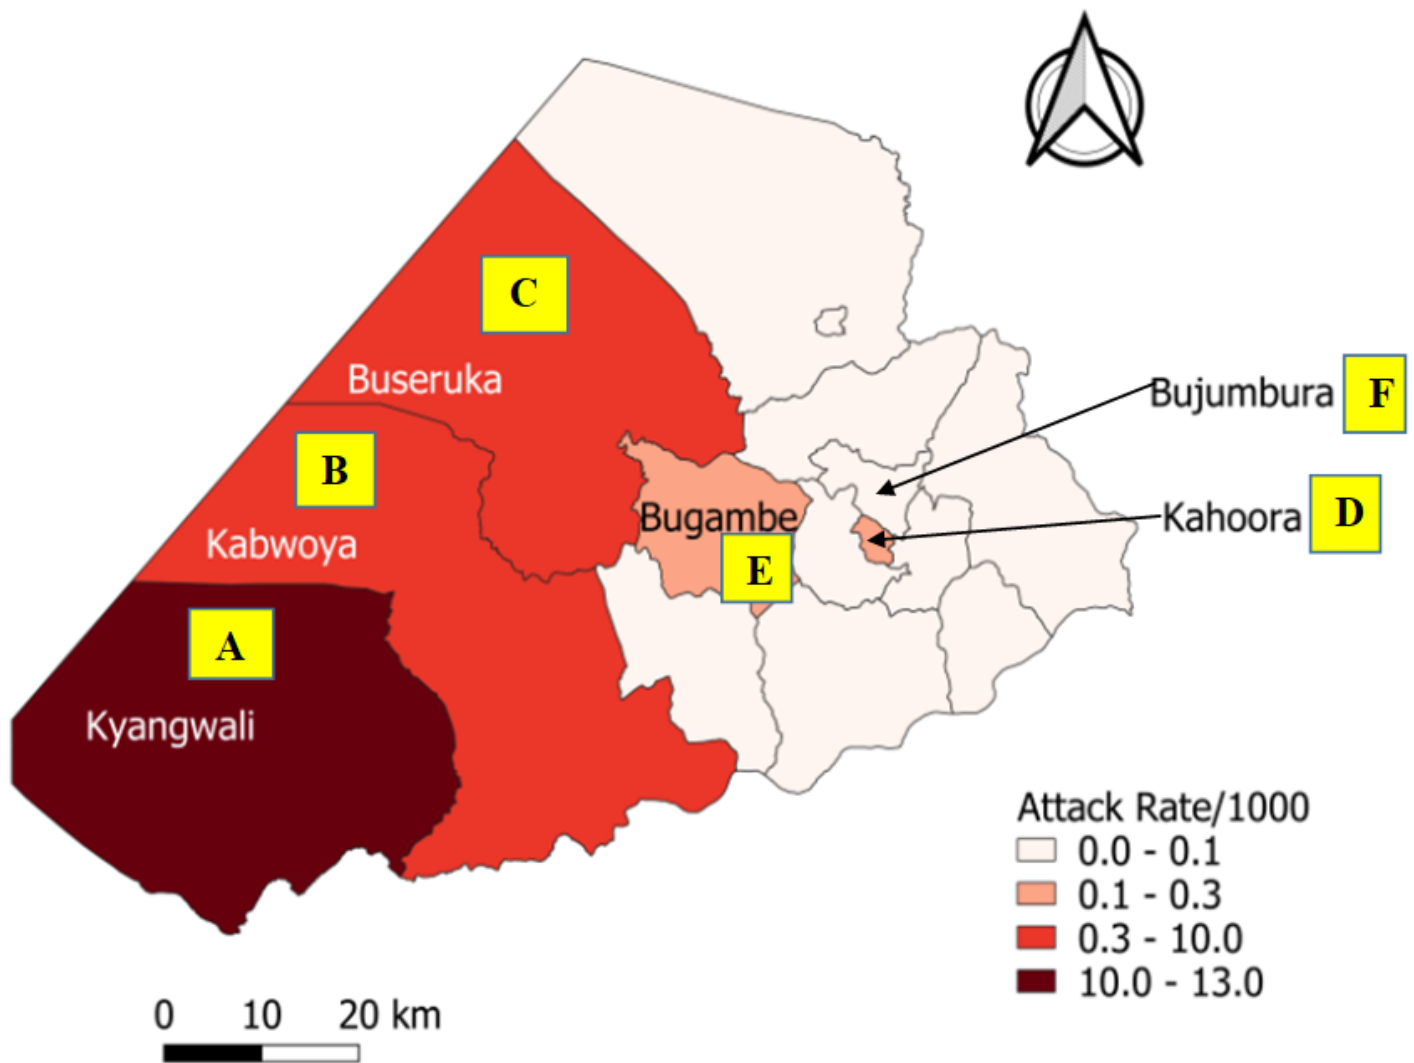 C
Buseruka
Bujumbura F
B
Kahoora D
Bugambe
Kabwoya
E
A
Kyangwali
Attack Rate/1000
0.0 - 0.1
0.1 - 0.3
0.3 - 10.0
10.0 - 13.0
0 10 20 km